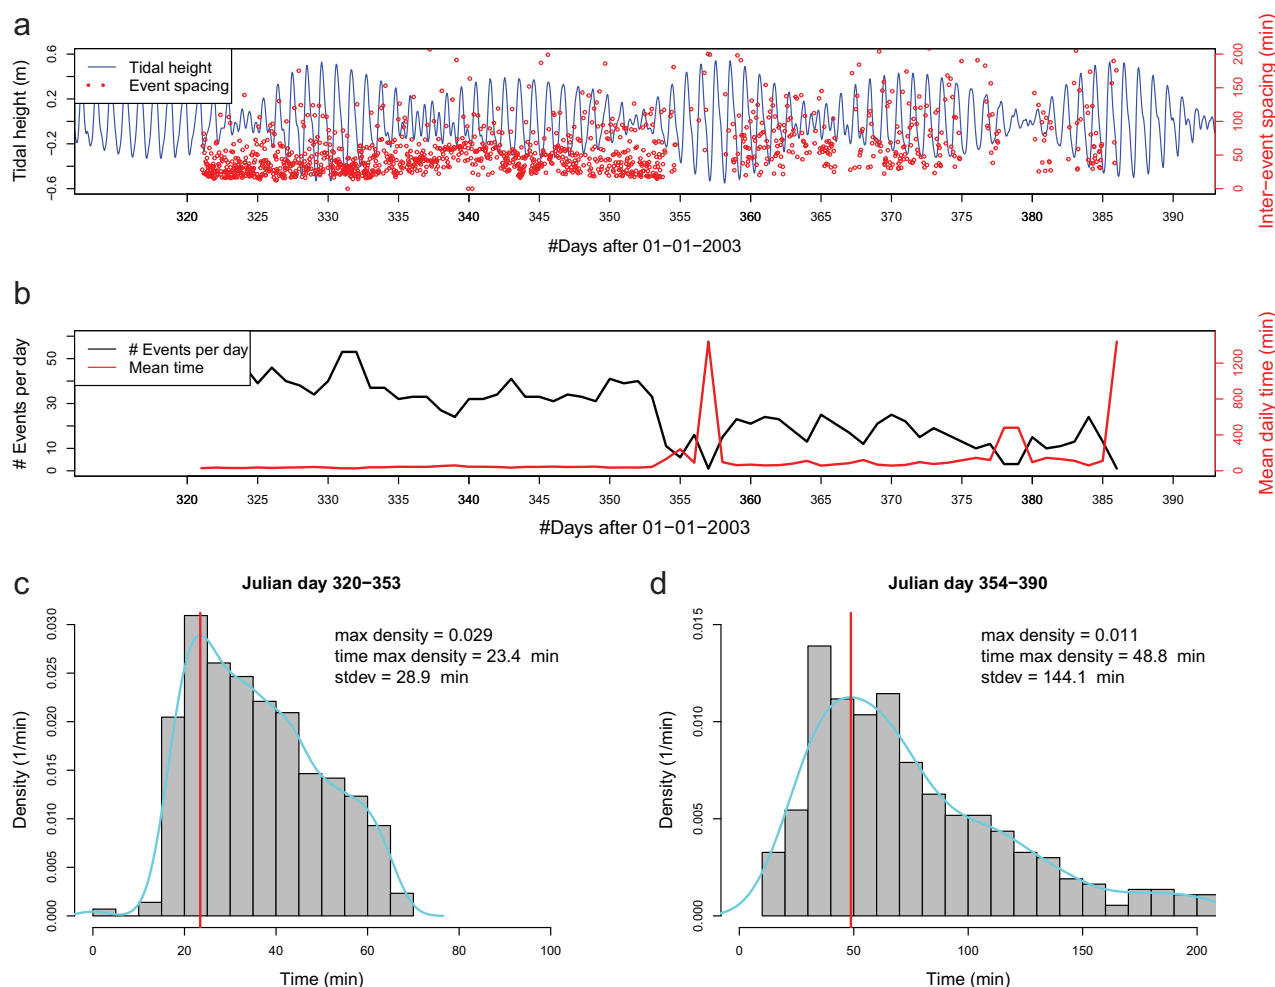 a
Tidal height (m)
0.6
0.2
−0.2
−0.6
Tidal height
Event spacing
200
150
100
50
0
Inter−event spacing (min)
320 325 330 335 340 345 350 355 360 365 370 375 380 385 390
#Days after 01−01−2003
b
# Events per day
50
30
10
0
# Events per day
Mean time
1200
800
400
0
Mean daily time (min)
320 325 330 335 340 345 350 355 360 365 370 375 380 385 390
#Days after 01−01−2003
c
Julian day 320−353
max density = 0.029
time max density = 23.4 min
stdev = 28.9 min
Density (1/min)
0.030
0.025
0.020
0.015
0.010
0.005
0.000
0 20 40 60 80 100
Time (min)
d
Julian day 354−390
max density = 0.011
time max density = 48.8 min
stdev = 144.1 min
Density (1/min)
0.015
0.010
0.005
0.000
0 50 100 150 200
Time (min)